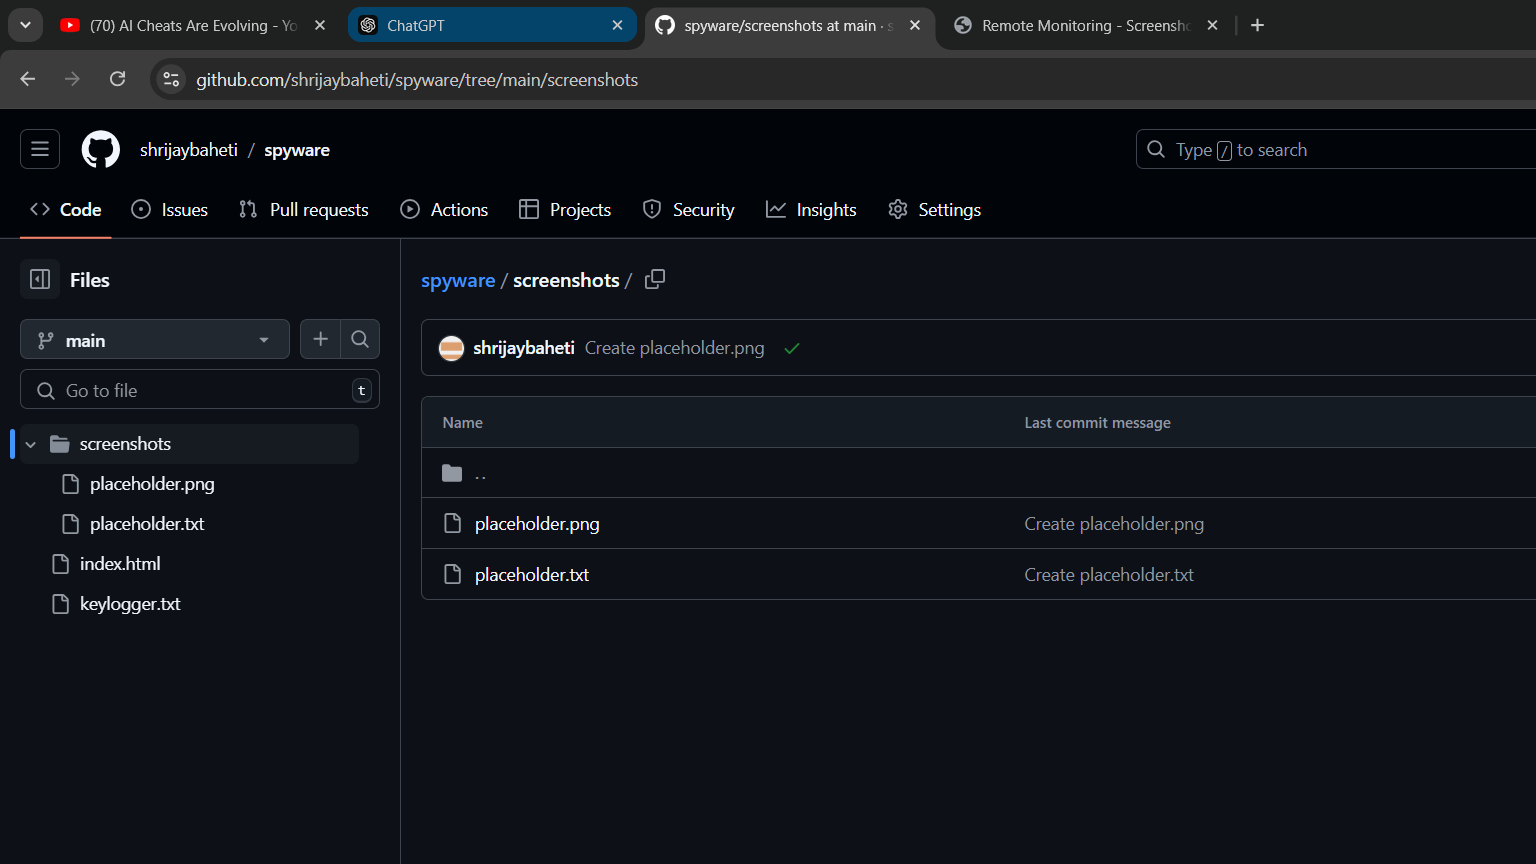 (70) AI Cheats Are Evolving - Yo
ChatGPT
spyware/screenshots at main · s
Remote Monitoring - Screensho
github.com/shrijaybaheti/spyware/tree/main/screenshots
shrijaybaheti / spyware
Type / to search
Code
Issues
Pull requests
Actions
Projects
Security
Insights
Settings
Files
main
Go to file
t
screenshots
placeholder.png
placeholder.txt
index.html
keylogger.txt
spyware / screenshots /
shrijaybaheti Create placeholder.png
Name Last commit message
..
placeholder.png Create placeholder.png
placeholder.txt Create placeholder.txt